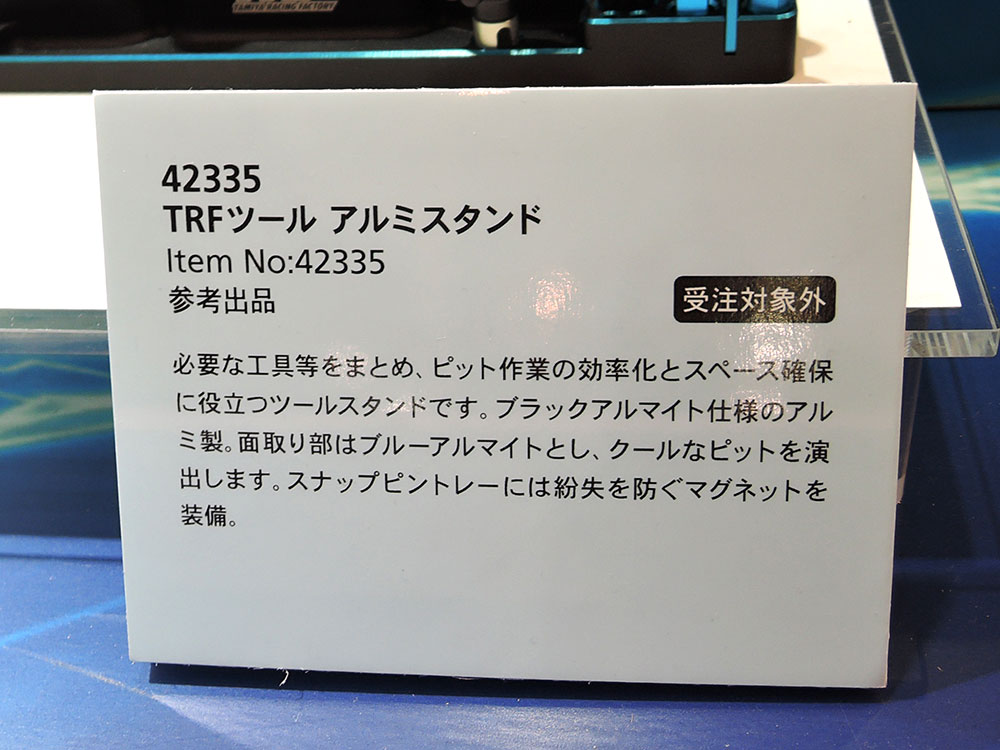 TAMIYA RACING FACTORY
42335
TRFツール アルミスタンド
Item No:42335
参考出品
受注対象外
必要な工具等をまとめ、ピット作業の効率化とスペース確保
に役立つツールスタンドです。ブラックアルマイト仕様のアル
ミ製。面取り部はブルーアルマイトとし、クールなピットを演
出します。スナップピントレーには紛失を防ぐマグネットを
装備。